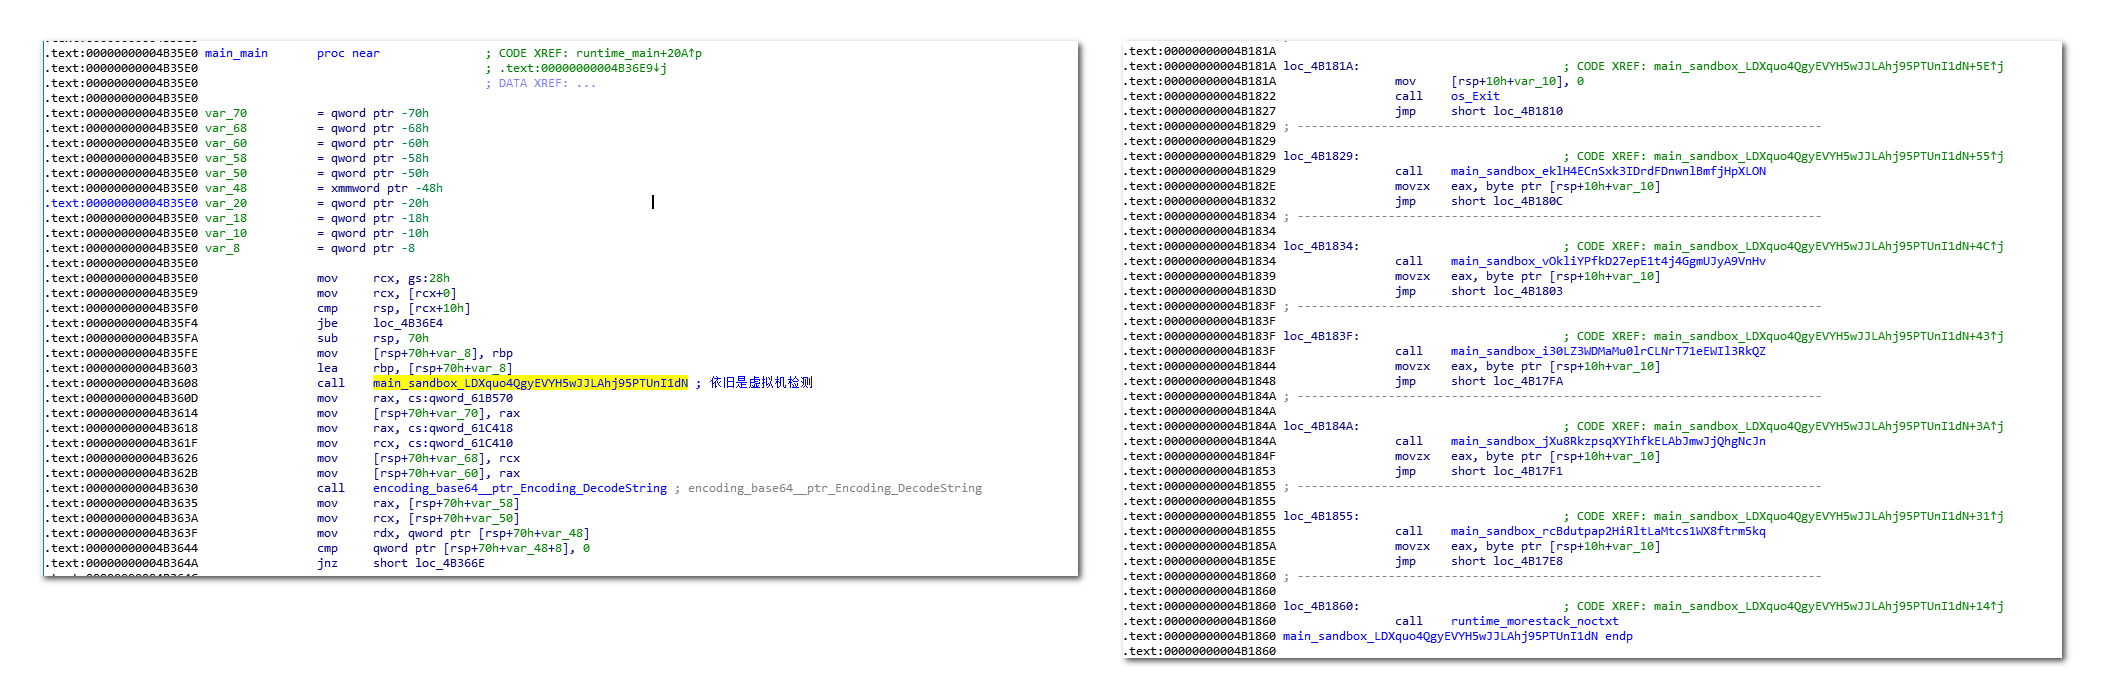 .text:00000000004B35E0 main_main proc near ; CODE XREF: runtime_main+20A↑p
.text:00000000004B35E0 ; .text:00000000004B36E9↓j
.text:00000000004B35E0 ; DATA XREF: ...
.text:00000000004B35E0
.text:00000000004B35E0 var_70 = qword ptr -70h
.text:00000000004B35E0 var_68 = qword ptr -68h
.text:00000000004B35E0 var_60 = qword ptr -60h
.text:00000000004B35E0 var_58 = qword ptr -58h
.text:00000000004B35E0 var_50 = qword ptr -50h
.text:00000000004B35E0 var_48 = xmmword ptr -48h
.text:00000000004B35E0 var_20 = qword ptr -20h
.text:00000000004B35E0 var_18 = qword ptr -18h
.text:00000000004B35E0 var_10 = qword ptr -10h
.text:00000000004B35E0 var_8 = qword ptr -8
.text:00000000004B35E0
.text:00000000004B35E0 mov rcx, gs:28h
.text:00000000004B35E9 mov rcx, [rcx+0]
.text:00000000004B35F0 cmp rsp, [rcx+10h]
.text:00000000004B35F4 jbe loc_4B36E4
.text:00000000004B35FA sub rsp, 70h
.text:00000000004B35FE mov [rsp+70h+var_8], rbp
.text:00000000004B3603 lea rbp, [rsp+70h+var_8]
.text:00000000004B3608 call main_sandbox_LDXquo4QgyEVYH5wJJLAhj95PTUnI1dN ; 依旧是虚拟机检测
.text:00000000004B360D mov rax, cs:qword_61B570
.text:00000000004B3614 mov [rsp+70h+var_70], rax
.text:00000000004B3618 mov rax, cs:qword_61C418
.text:00000000004B361F mov rcx, cs:qword_61C410
.text:00000000004B3626 mov [rsp+70h+var_68], rcx
.text:00000000004B362B mov [rsp+70h+var_60], rax
.text:00000000004B3630 call encoding_base64__ptr_Encoding_DecodeString ; encoding_base64__ptr_Encoding_DecodeString
.text:00000000004B3635 mov rax, [rsp+70h+var_58]
.text:00000000004B363A mov rcx, [rsp+70h+var_50]
.text:00000000004B363F mov rdx, qword ptr [rsp+70h+var_48]
.text:00000000004B3644 cmp qword ptr [rsp+70h+var_48+8], 0
.text:00000000004B364A jnz short loc_4B366E
.text:00000000004B181A
.text:00000000004B181A loc_4B181A: ; CODE XREF: main_sandbox_LDXquo4QgyEVYH5wJJLAhj95PTUnI1dN+5E↑j
.text:00000000004B181A mov [rsp+10h+var_10], 0
.text:00000000004B1822 call os_Exit
.text:00000000004B1827 jmp short loc_4B1810
.text:00000000004B1829 ; ---------------------------------------------------------------------------
.text:00000000004B1829
.text:00000000004B1829 loc_4B1829: ; CODE XREF: main_sandbox_LDXquo4QgyEVYH5wJJLAhj95PTUnI1dN+55↑j
.text:00000000004B1829 call main_sandbox_eklH4ECnSxk3IDrdFDnwnlBmfjHpXLON
.text:00000000004B182E movzx eax, byte ptr [rsp+10h+var_10]
.text:00000000004B1832 jmp short loc_4B180C
.text:00000000004B1834 ; ---------------------------------------------------------------------------
.text:00000000004B1834
.text:00000000004B1834 loc_4B1834: ; CODE XREF: main_sandbox_LDXquo4QgyEVYH5wJJLAhj95PTUnI1dN+4C↑j
.text:00000000004B1834 call main_sandbox_vOkliYPfkD27epE1t4j4GgmUJyA9VnHv
.text:00000000004B1839 movzx eax, byte ptr [rsp+10h+var_10]
.text:00000000004B183D jmp short loc_4B1803
.text:00000000004B183F ; ---------------------------------------------------------------------------
.text:00000000004B183F
.text:00000000004B183F loc_4B183F: ; CODE XREF: main_sandbox_LDXquo4QgyEVYH5wJJLAhj95PTUnI1dN+43↑j
.text:00000000004B183F call main_sandbox_i30LZ3WDMaMu0lrCLNrT71eEWIl3RkQZ
.text:00000000004B1844 movzx eax, byte ptr [rsp+10h+var_10]
.text:00000000004B1848 jmp short loc_4B17FA
.text:00000000004B184A ; ---------------------------------------------------------------------------
.text:00000000004B184A
.text:00000000004B184A loc_4B184A: ; CODE XREF: main_sandbox_LDXquo4QgyEVYH5wJJLAhj95PTUnI1dN+3A↑j
.text:00000000004B184A call main_sandbox_jXu8RkzpsqXYIhfkELAbJmwJjQhgNcJn
.text:00000000004B184F movzx eax, byte ptr [rsp+10h+var_10]
.text:00000000004B1853 jmp short loc_4B17F1
.text:00000000004B1855 ; ---------------------------------------------------------------------------
.text:00000000004B1855
.text:00000000004B1855 loc_4B1855: ; CODE XREF: main_sandbox_LDXquo4QgyEVYH5wJJLAhj95PTUnI1dN+31↑j
.text:00000000004B1855 call main_sandbox_rcBdutpap2HiRltLaMtcs1WX8ftrm5kq
.text:00000000004B185A movzx eax, byte ptr [rsp+10h+var_10]
.text:00000000004B185E jmp short loc_4B17E8
.text:00000000004B1860 ; ---------------------------------------------------------------------------
.text:00000000004B1860
.text:00000000004B1860 loc_4B1860: ; CODE XREF: main_sandbox_LDXquo4QgyEVYH5wJJLAhj95PTUnI1dN+14↑j
.text:00000000004B1860 call runtime_morestack_noctxt
.text:00000000004B1860 main_sandbox_LDXquo4QgyEVYH5wJJLAhj95PTUnI1dN endp
.text:00000000004B1860